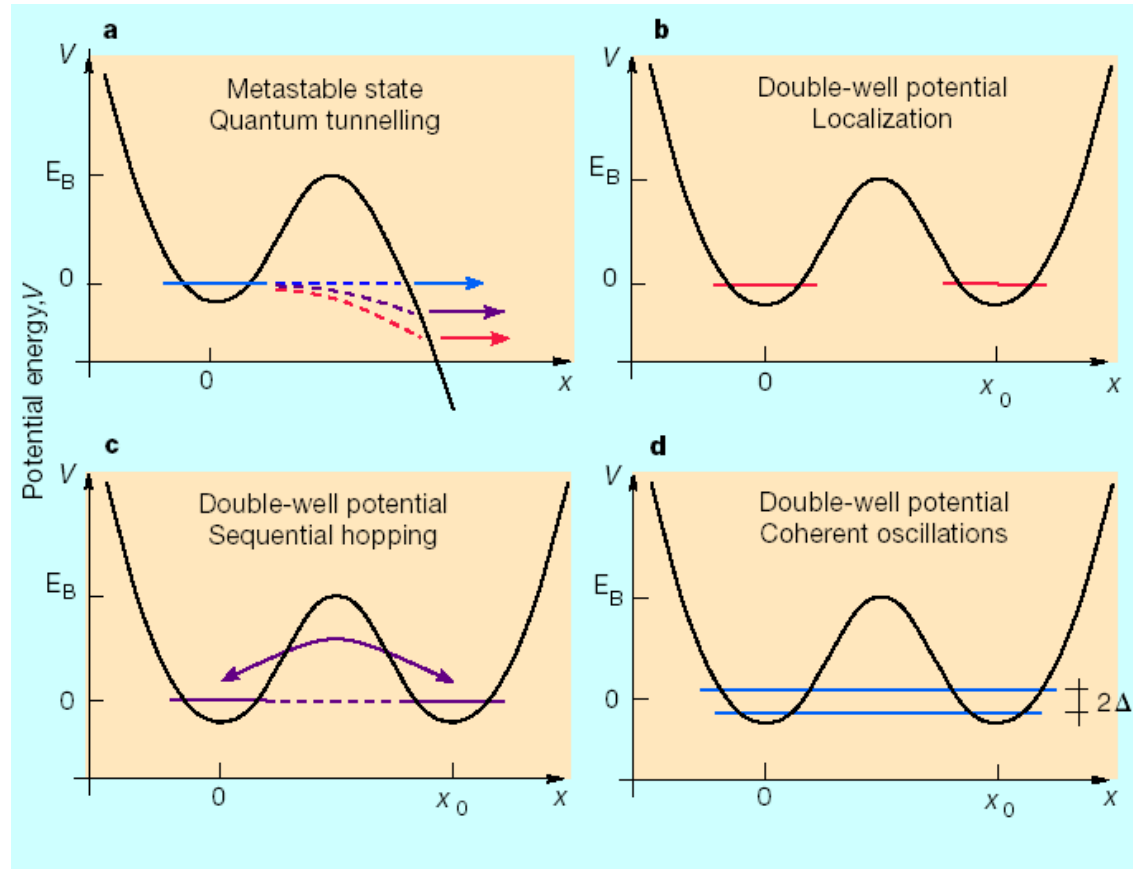 a
V
Metastable state
Quantum tunnelling
E_B
0
0
x
b
V
Double-well potential
Localization
E_B
0
0
x_0
x
Potential energy,V
c
V
Double-well potential
Sequential hopping
E_B
0
0
x_0
x
d
V
Double-well potential
Coherent oscillations
E_B
0
2Δ
0
x_0
x